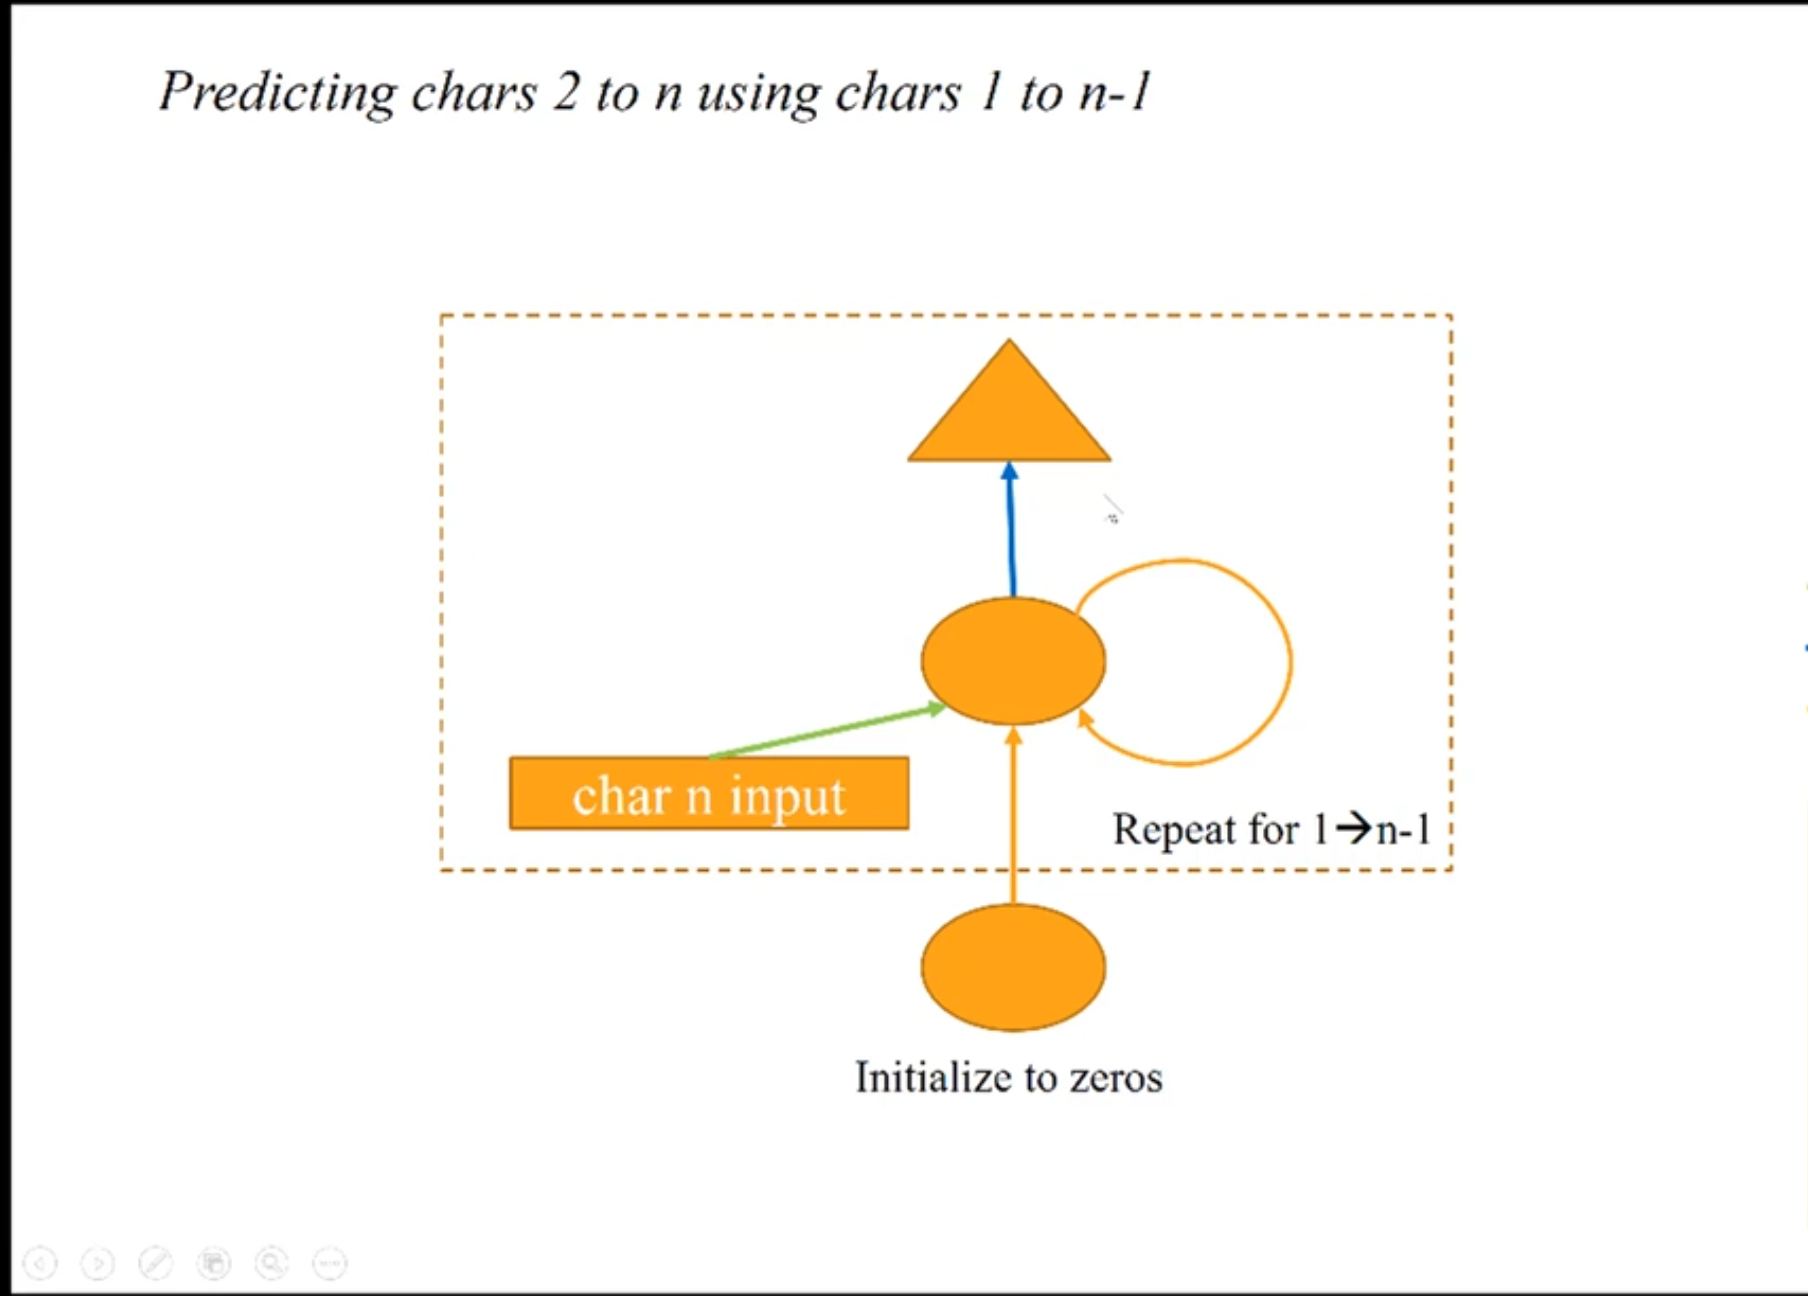 Predicting chars 2 to n using chars 1 to n-1
char n input
Repeat for 1→n-1
Initialize to zeros